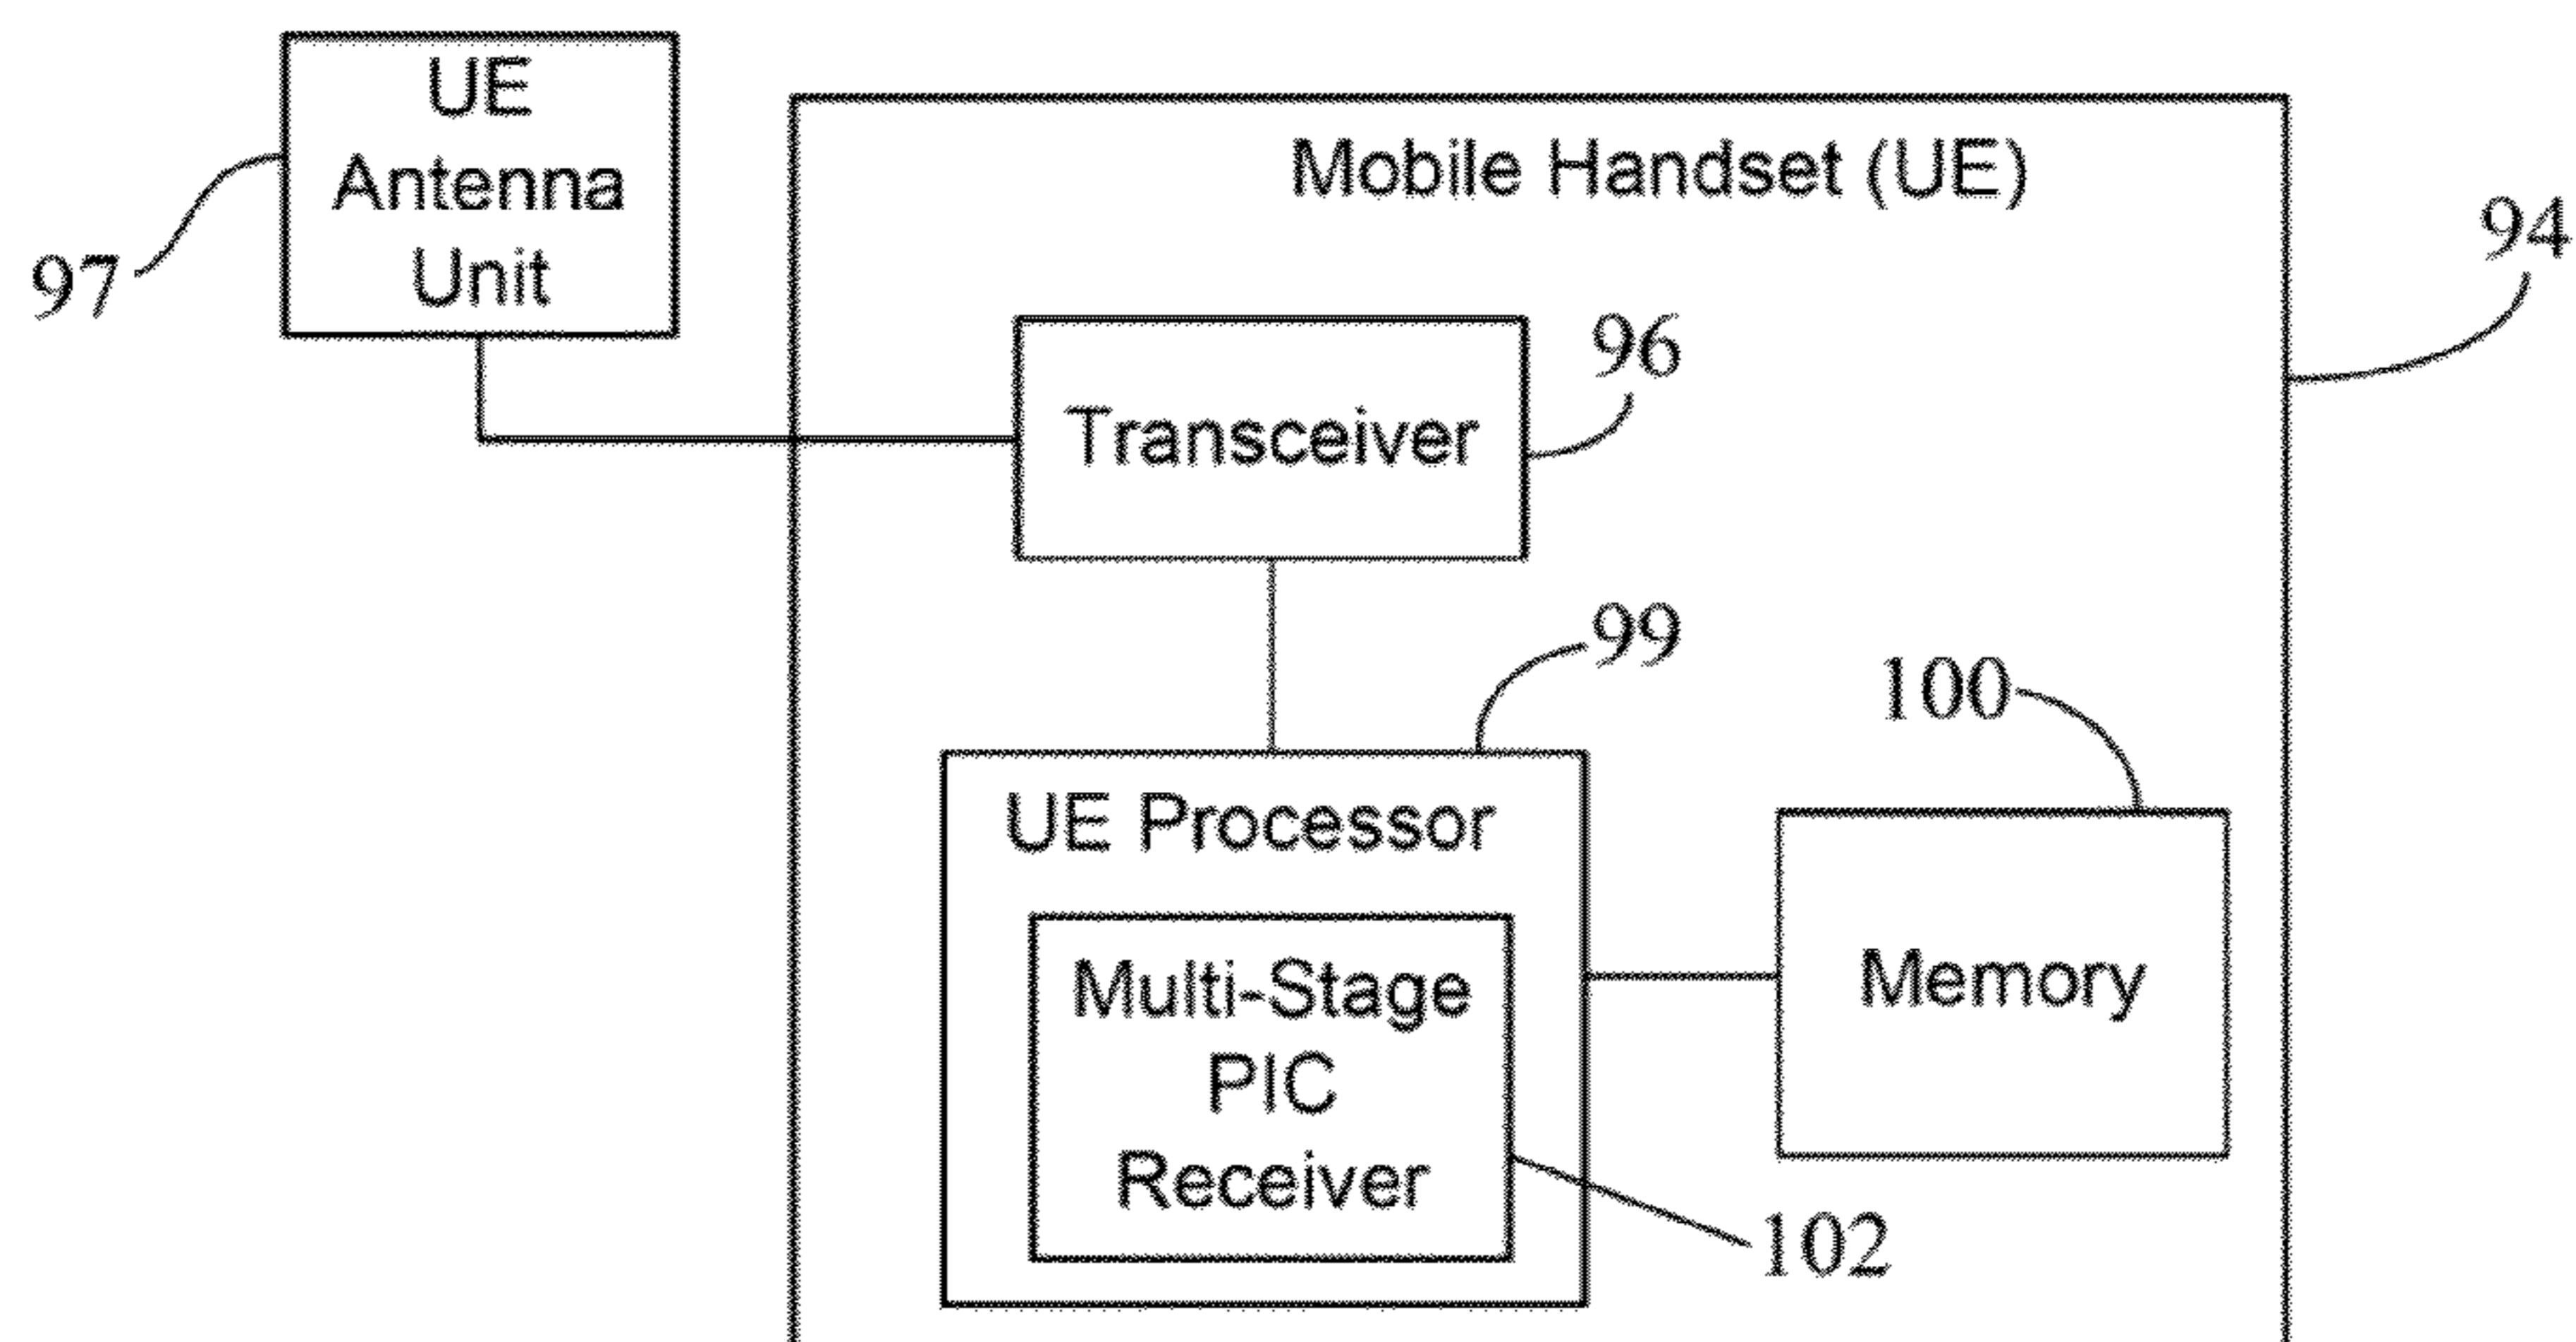 UE
Antenna
Unit
97
Mobile Handset (UE)
94
Transceiver
96
99
100
UE Processor
Multi-Stage
PIC
Receiver
Memory
102